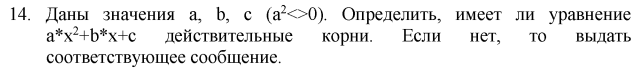 14. Даны значения a, b, c (a²<>0). Определить, имеет ли уравнение
a*x²+b*x+c действительные корни. Если нет, то выдать
соответствующее сообщение.